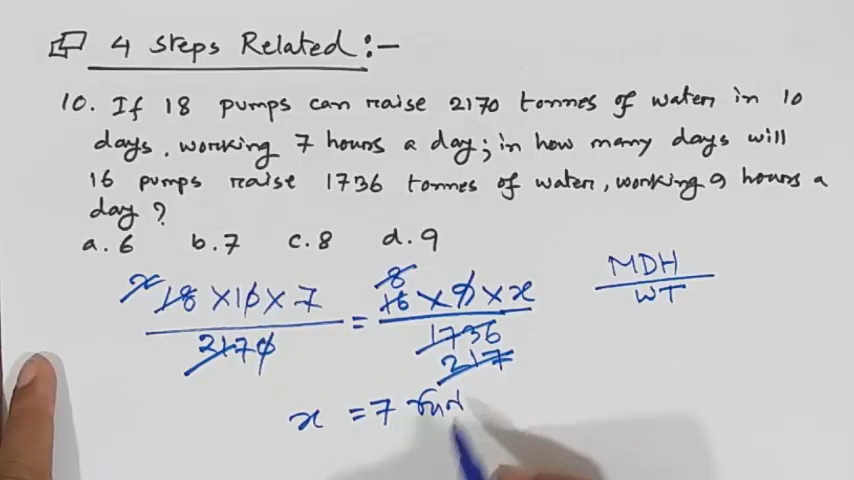 4 Steps Related :-
10. If 18 pumps can raise 2170 tonnes of water in 10
days, working 7 hours a day; in how many days will
16 pumps raise 1736 tonnes of water, working 9 hours a
day ?
a. 6 b. 7 c. 8 d. 9
MDH
WT
18 × 10 × 7
2170
=
8
16 × 9 × x
1736
217
x = 7